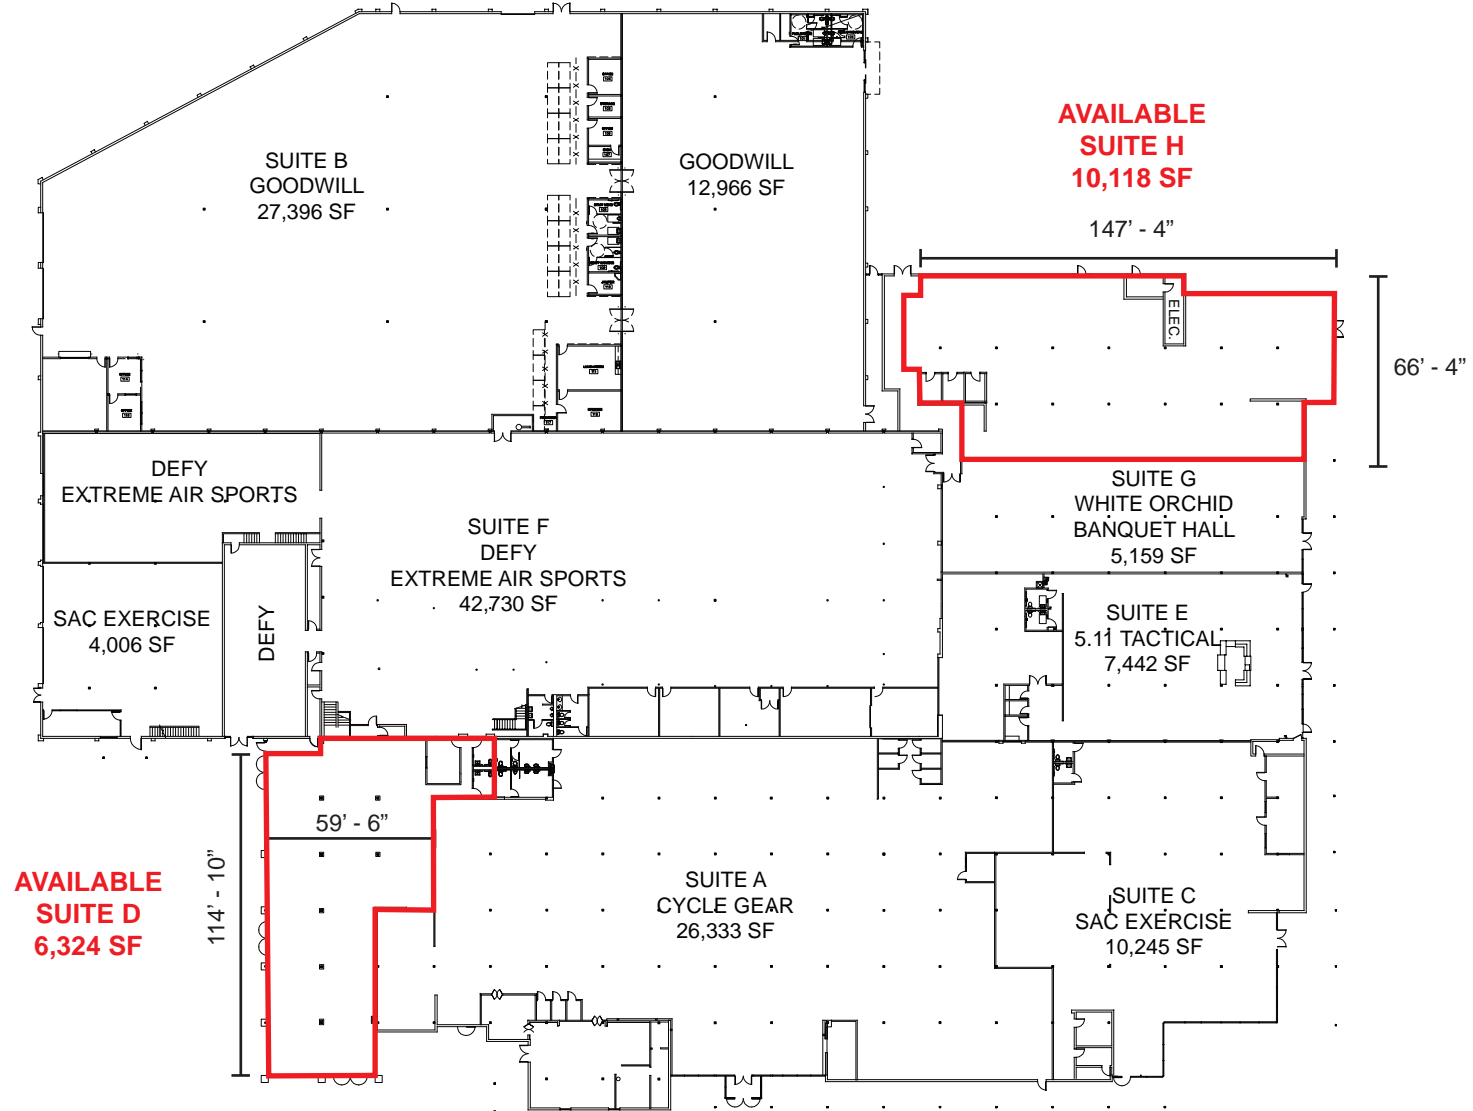 AVAILABLE
SUITE H
10,118 SF
147’ - 4”
66’ - 4”
SUITE B
GOODWILL
27,396 SF
GOODWILL
12,966 SF
ELEC.
DEFY
EXTREME AIR SPORTS
SUITE F
DEFY
EXTREME AIR SPORTS
42,730 SF
SUITE G
WHITE ORCHID
BANQUET HALL
5,159 SF
SAC EXERCISE
4,006 SF
DEFY
SUITE E
5.11 TACTICAL
7,442 SF
59’ - 6”
114’ - 10”
AVAILABLE
SUITE D
6,324 SF
SUITE A
CYCLE GEAR
26,333 SF
SUITE C
SAC EXERCISE
10,245 SF